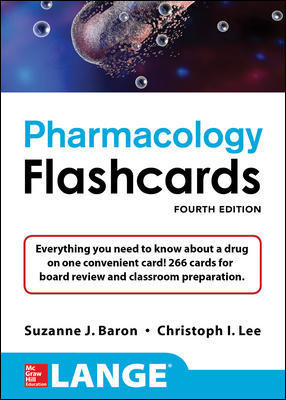 Pharmacology
Flashcards
FOURTH EDITION
Everything you need to know about a drug
on one convenient card! 266 cards for
board review and classroom preparation.
Suzanne J. Baron • Christoph I. Lee
Mc
Graw
Hill
Education
LANGE®